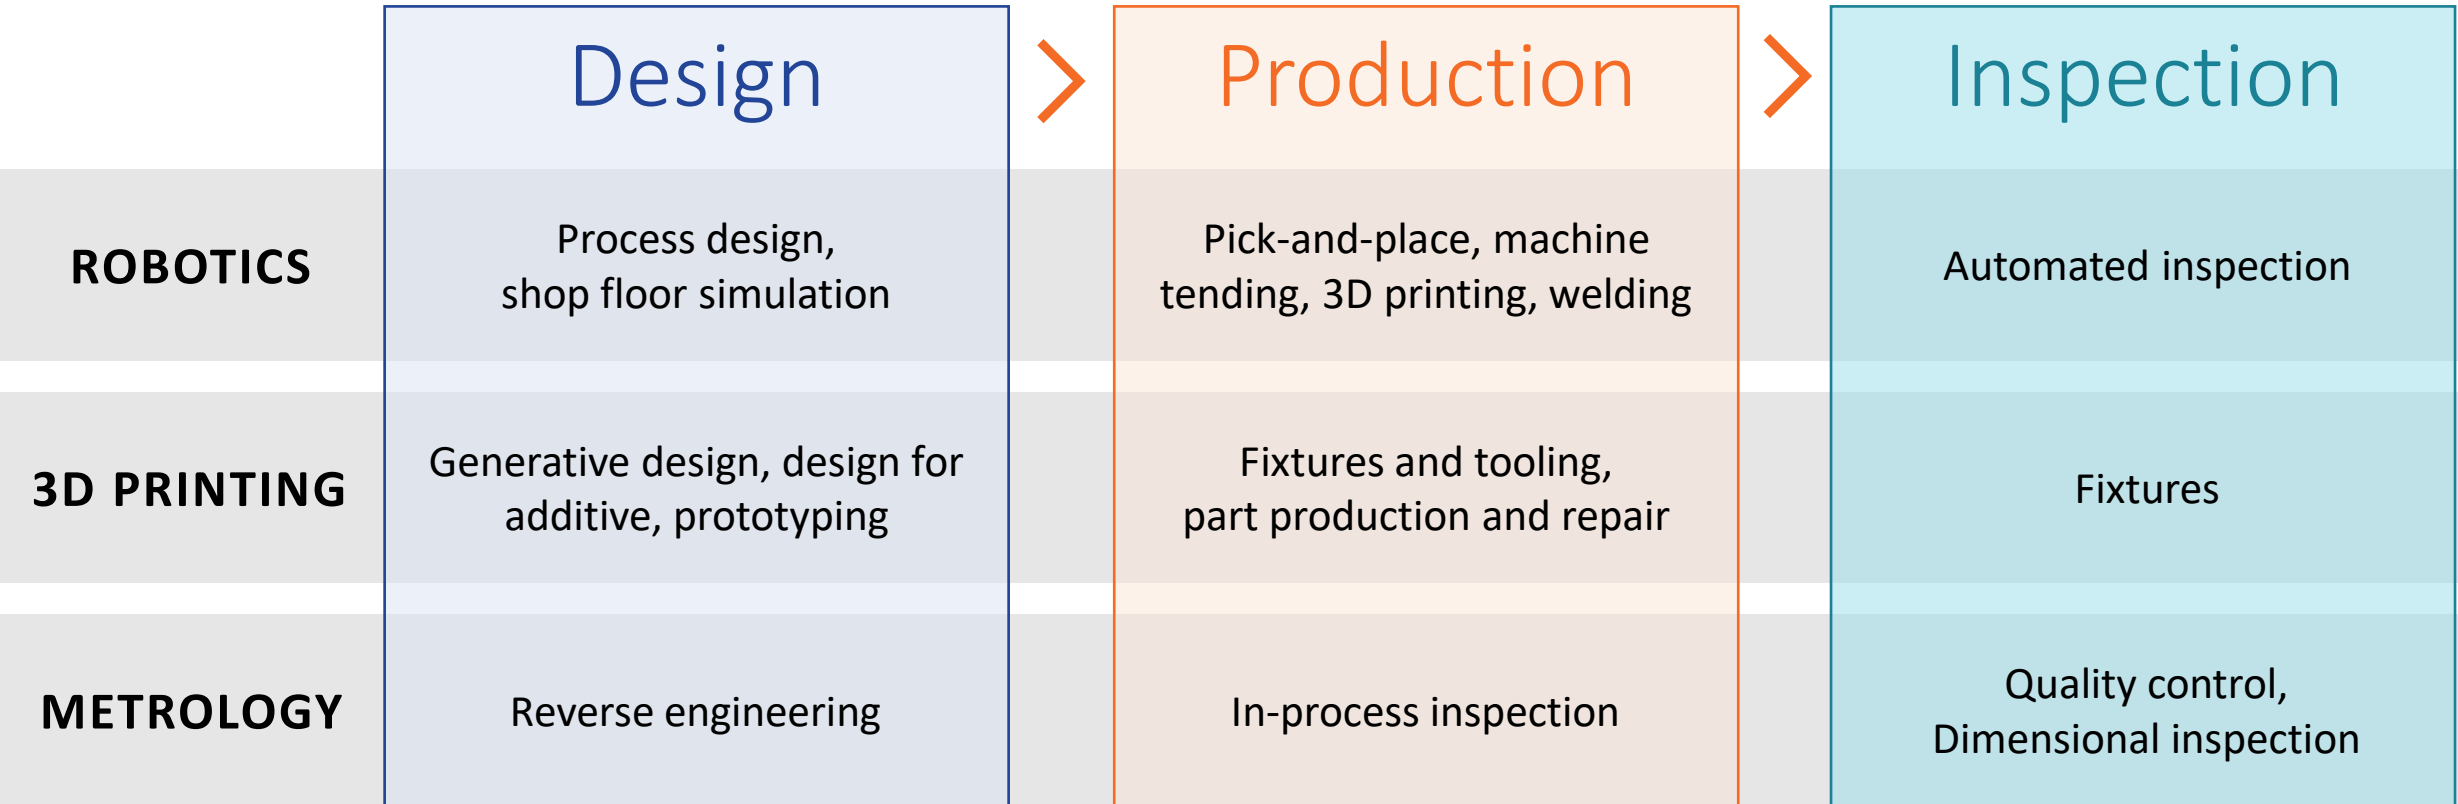 Design > Production > Inspection
ROBOTICS
Process design,
shop floor simulation
Pick-and-place, machine
tending, 3D printing, welding
Automated inspection
3D PRINTING
Generative design, design for
additive, prototyping
Fixtures and tooling,
part production and repair
Fixtures
METROLOGY
Reverse engineering
In-process inspection
Quality control,
Dimensional inspection